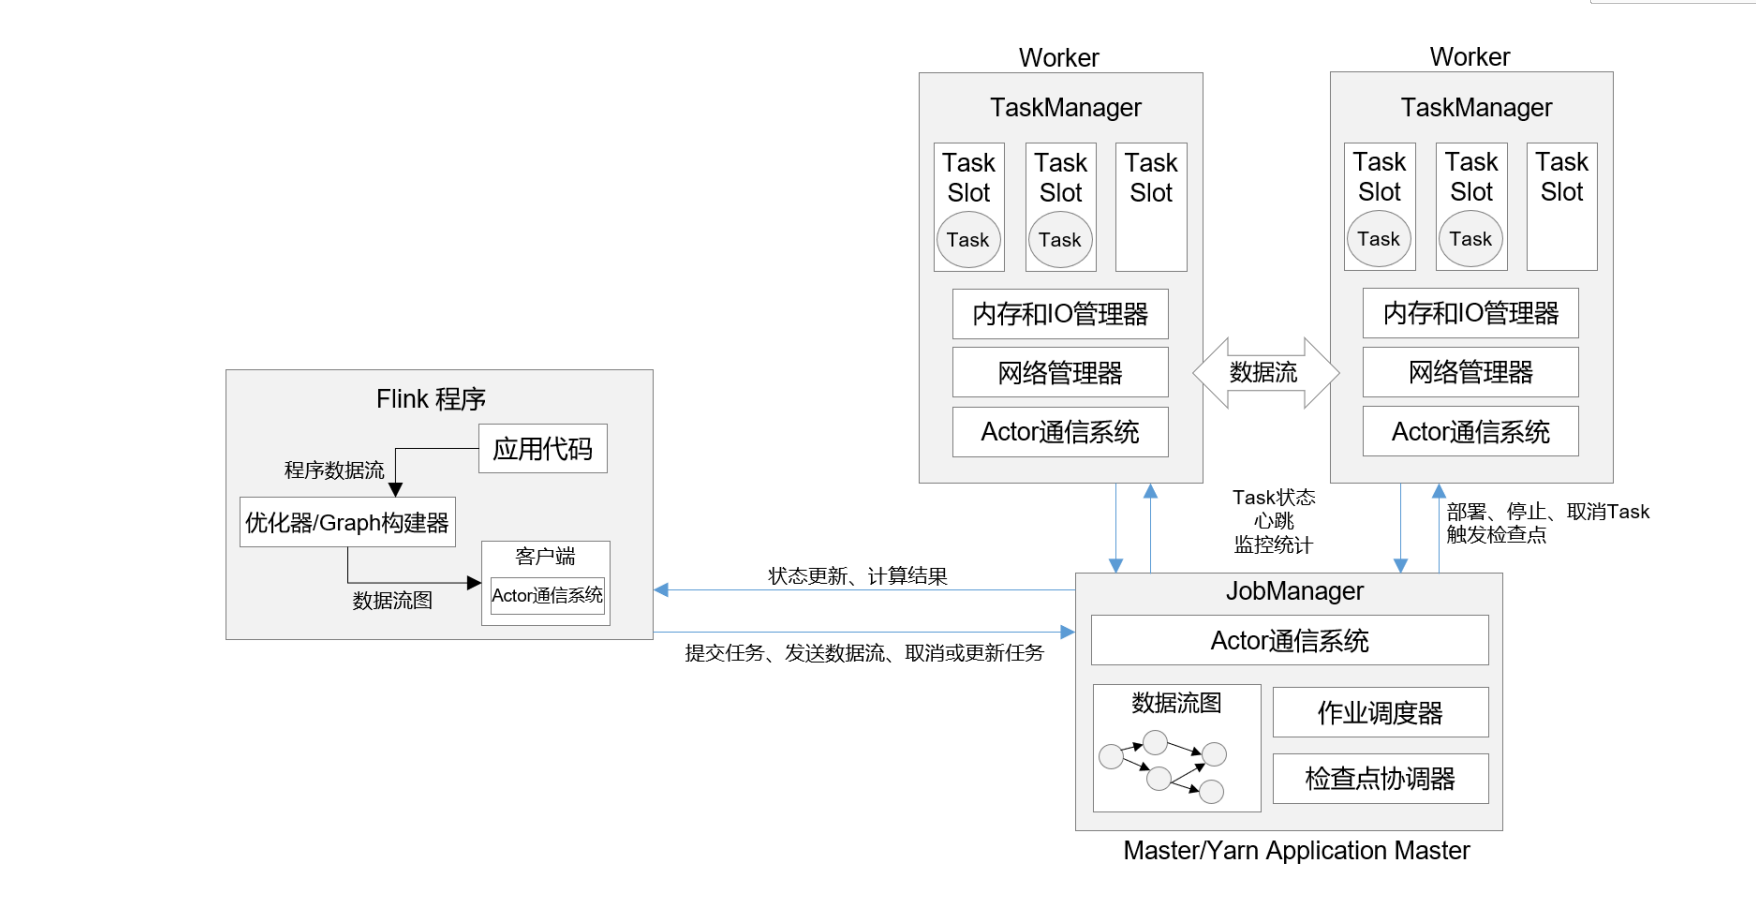 Worker
TaskManager
Task
Slot
Task
Task
Slot
Task
Task
Slot
内存和IO管理器
网络管理器
Actor通信系统
数据流
Worker
TaskManager
Task
Slot
Task
Task
Slot
Task
Task
Slot
内存和IO管理器
网络管理器
Actor通信系统
Flink 程序
应用代码
程序数据流
优化器/Graph构建器
数据流图
客户端
Actor通信系统
Task状态
心跳
监控统计
部署、停止、取消Task
触发检查点
状态更新、计算结果
提交任务、发送数据流、取消或更新任务
JobManager
Actor通信系统
数据流图
作业调度器
检查点协调器
Master/Yarn Application Master